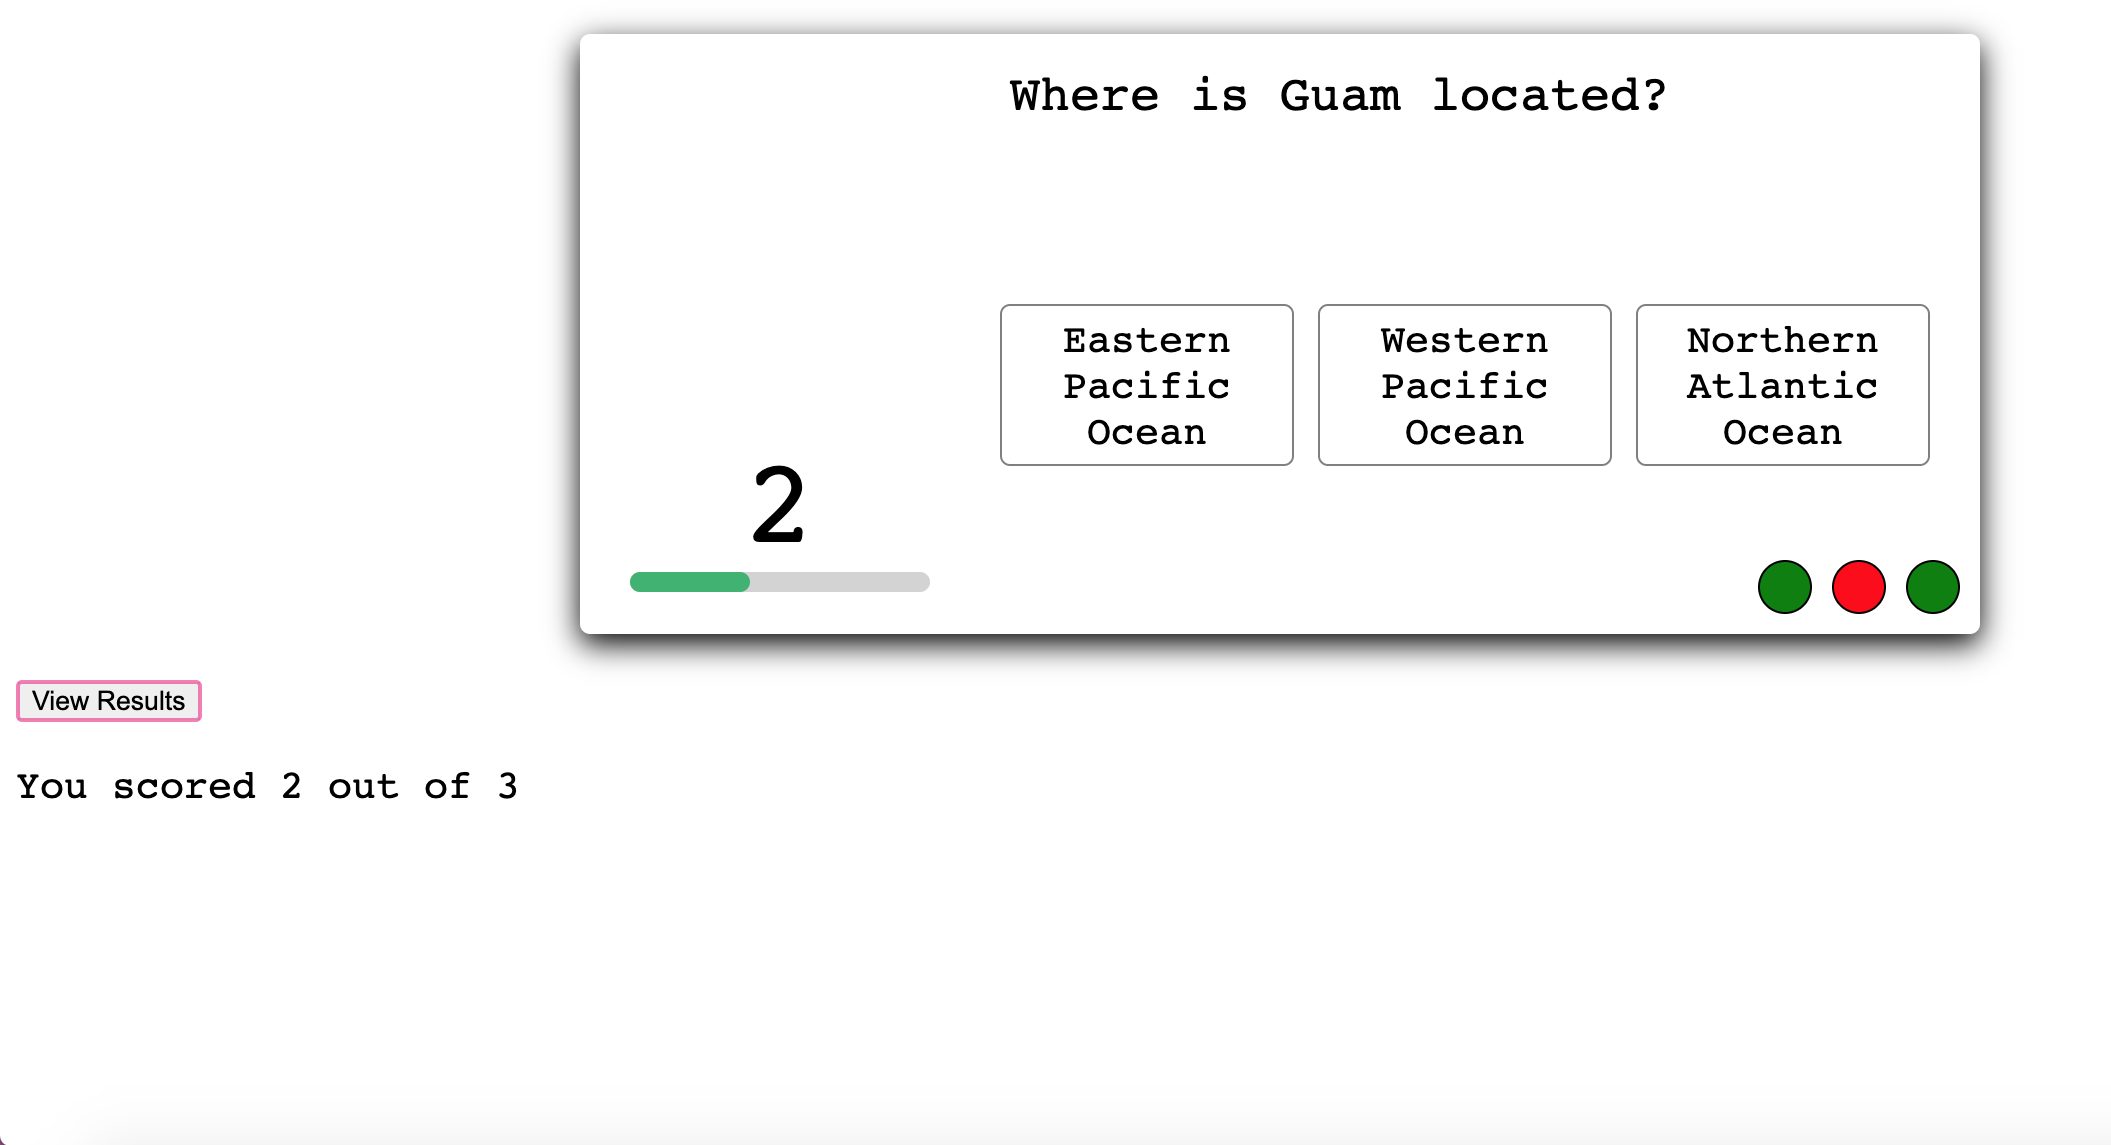 Where is Guam located?
Eastern
Pacific
Ocean
Western
Pacific
Ocean
Northern
Atlantic
Ocean
2
View Results
You scored 2 out of 3